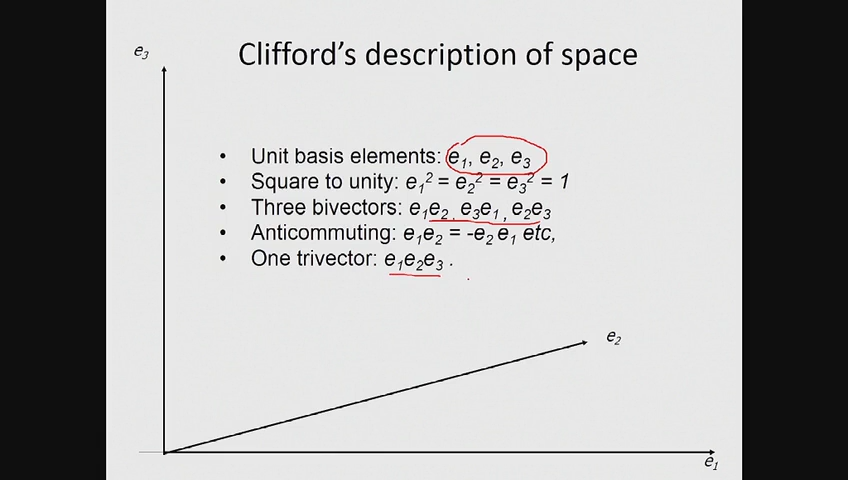 e₃
Clifford's description of space
• Unit basis elements: e₁, e₂, e₃
• Square to unity: e₁² = e₂² = e₃² = 1
• Three bivectors: e₁e₂ , e₃e₁ , e₂e₃
• Anticommuting: e₁e₂ = -e₂ e₁ etc,
• One trivector: e₁e₂e₃ .
e₂
e₁